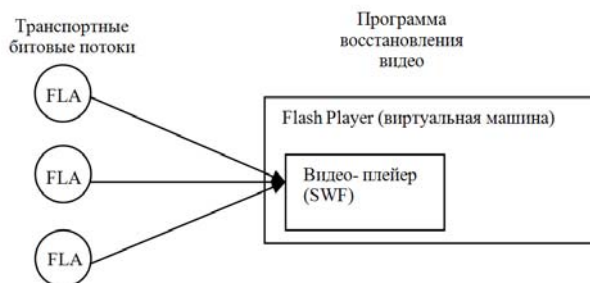 Транспортные
битовые потоки
Программа
восстановления
видео
FLA
FLA
FLA
Flash Player (виртуальная машина)
Видео- плейер
(SWF)